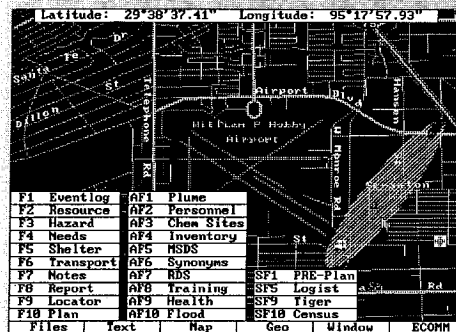 Latitude: 29°38'37.41" Longitude: 95°17'57.93"
Dr
Fe
Santa
St
Dillon
Telephone
Rd
Airport Blvd
Hansen
William P Hobby
Airport
W Monroe Rd
Scranton
St
Rd
F1 Eventlog AF1 Plume
F2 Resource AF2 Personnel
F3 Hazard AF3 Chem Sites
F4 Needs AF4 Inventory
F5 Shelter AF5 MSDS
F6 Transport AF6 Synonyms
F7 Notes AF7 RDS SF1 PRE-Plan
F8 Report AF8 Training SF5 Logist
F9 Locator AF9 Health SF9 Tiger
F10 Plan AF10 Flood SF10 Census
Files Text Map Geo Window ECOMM